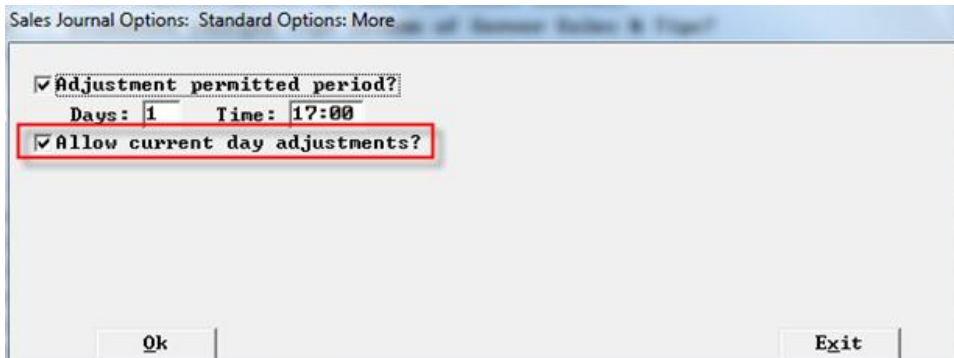 Sales Journal Options: Standard Options: More
Adjustment permitted period?
Days: 1 Time: 17:00
Allow current day adjustments?
Ok Exit